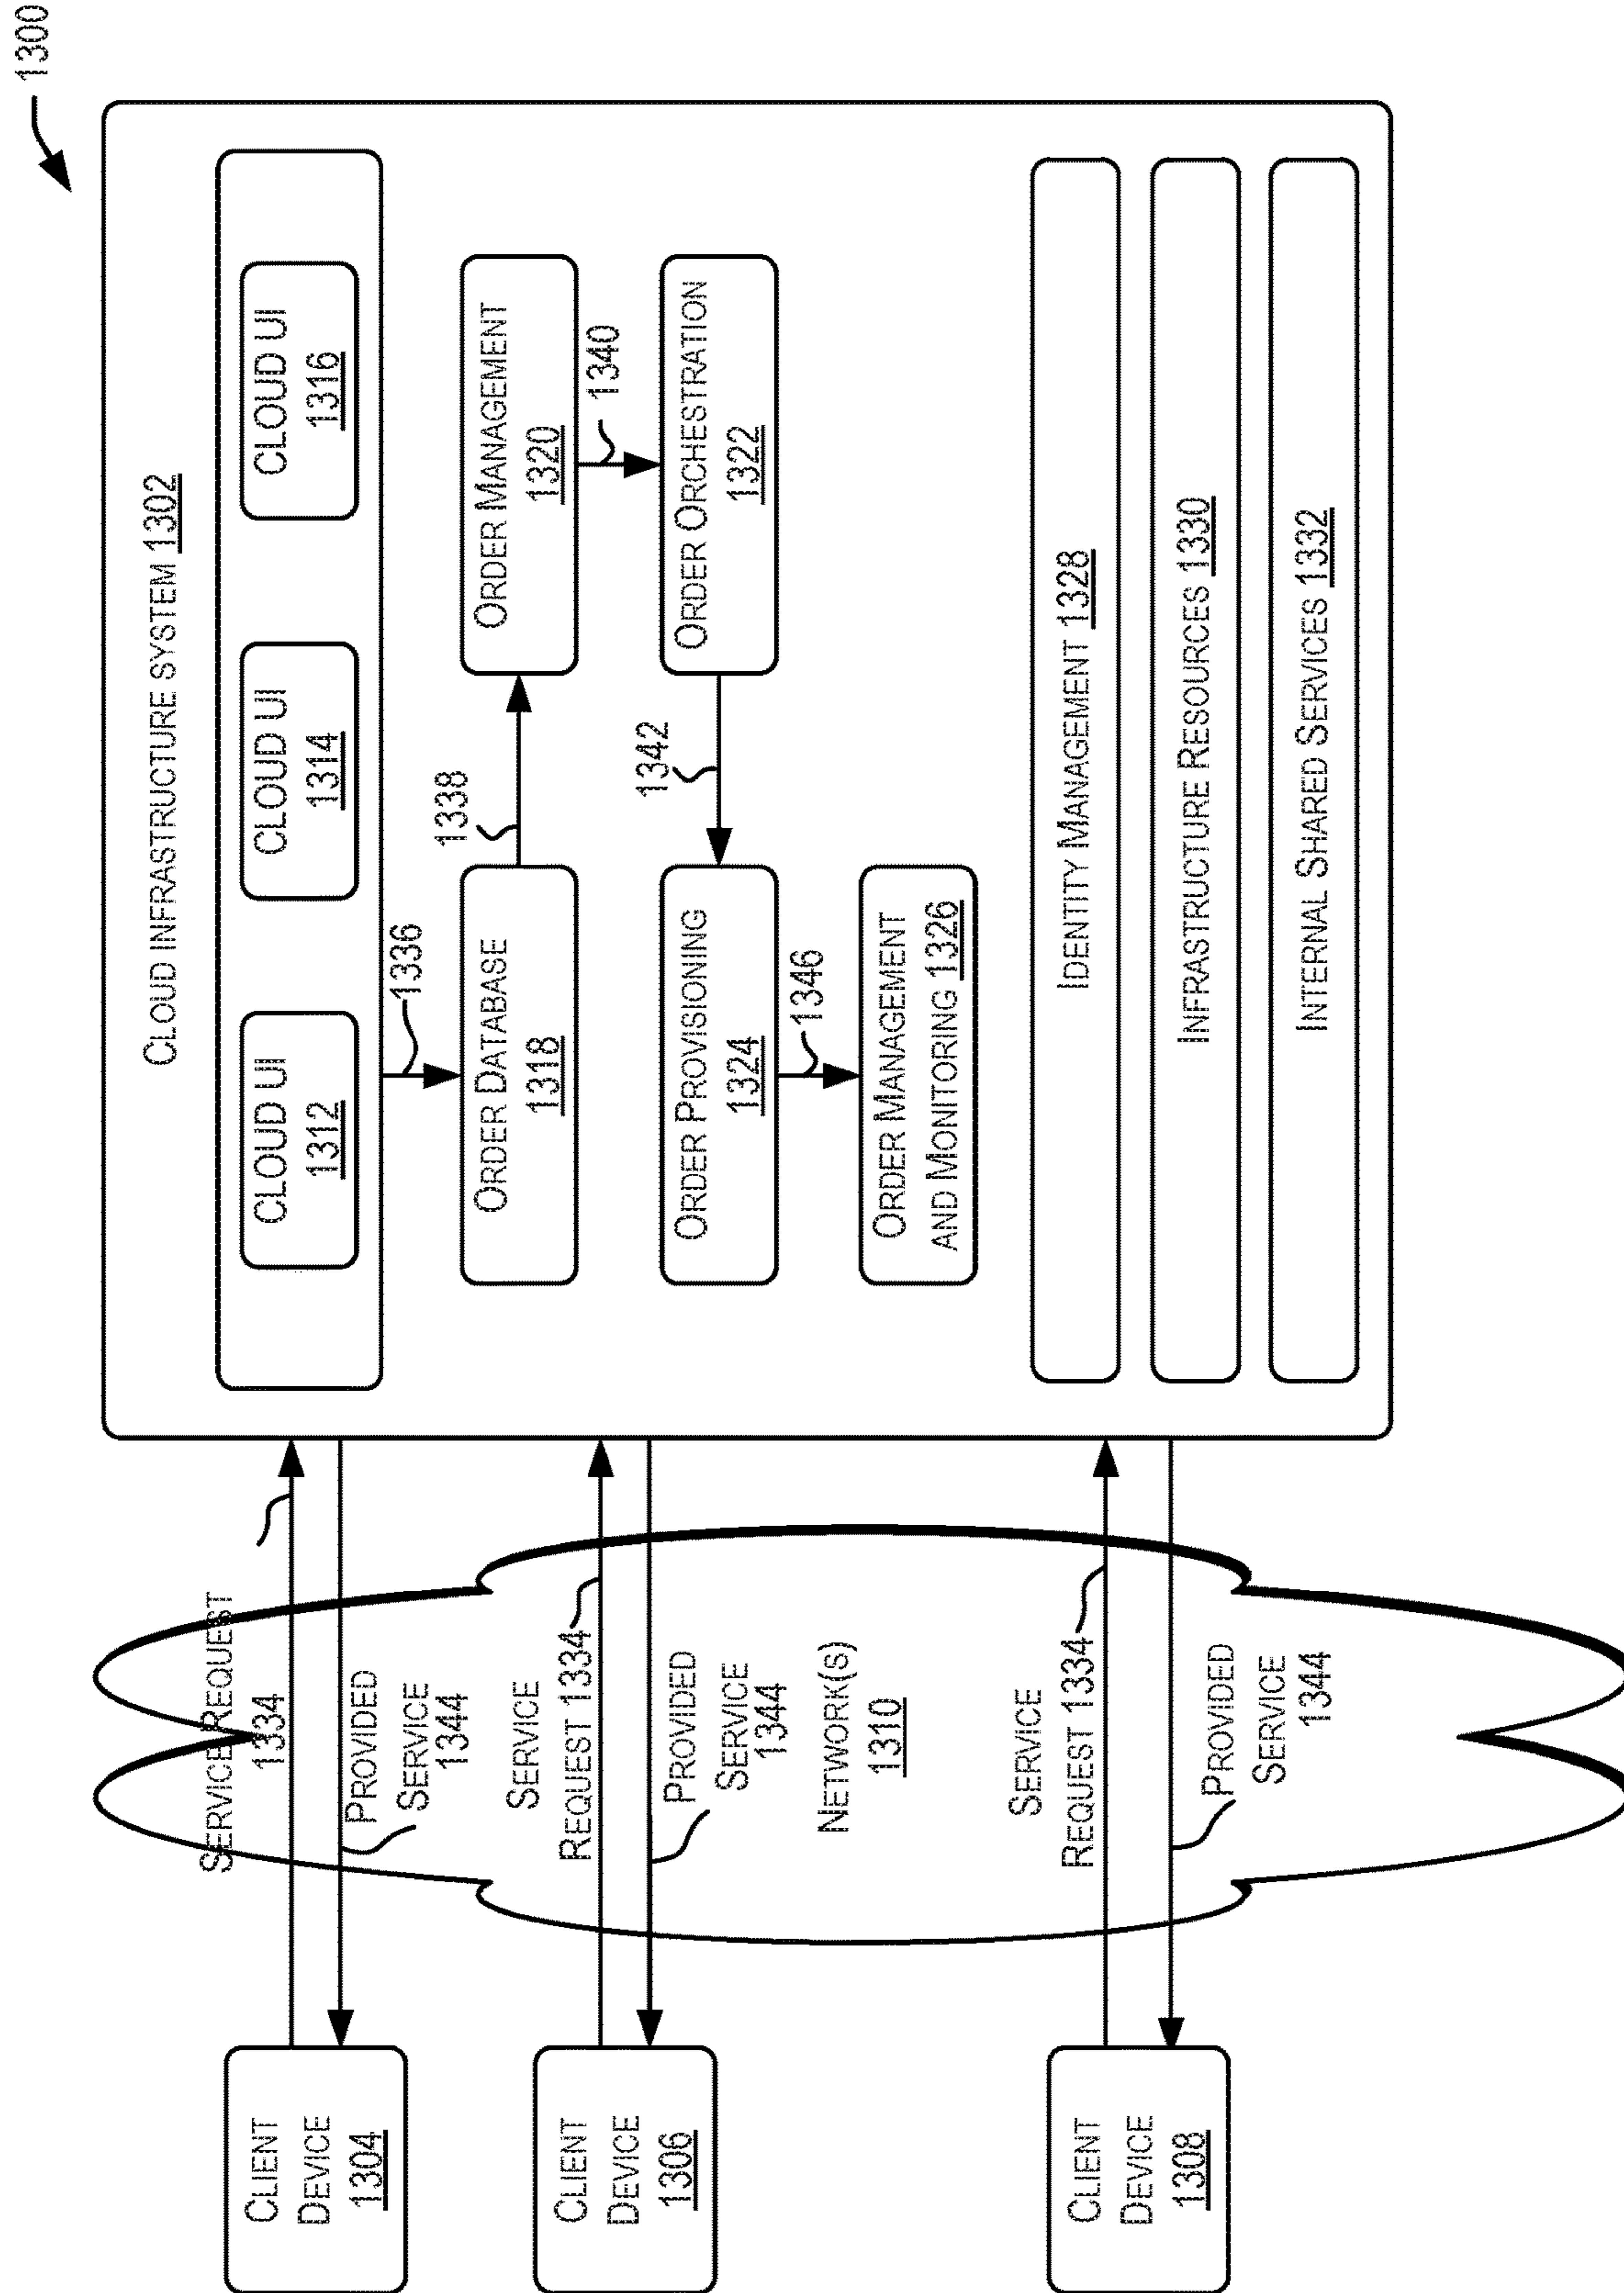 1300
CLOUD INFRASTRUCTURE SYSTEM 1302
CLOUD UI
1312
CLOUD UI
1314
CLOUD UI
1316
1336
ORDER DATABASE
1318
1338
ORDER MANAGEMENT
1320
1340
ORDER PROVISIONING
1324
1342
ORDER ORCHESTRATION
1322
1346
ORDER MANAGEMENT
AND MONITORING 1326
IDENTITY MANAGEMENT 1328
INFRASTRUCTURE RESOURCES 1330
INTERNAL SHARED SERVICES 1332
CLIENT
DEVICE
1304
SERVICE REQUEST
1334
PROVIDED
SERVICE
1344
CLIENT
DEVICE
1306
SERVICE
REQUEST 1334
PROVIDED
SERVICE
1344
NETWORK(S)
1310
CLIENT
DEVICE
1308
SERVICE
REQUEST 1334
PROVIDED
SERVICE
1344